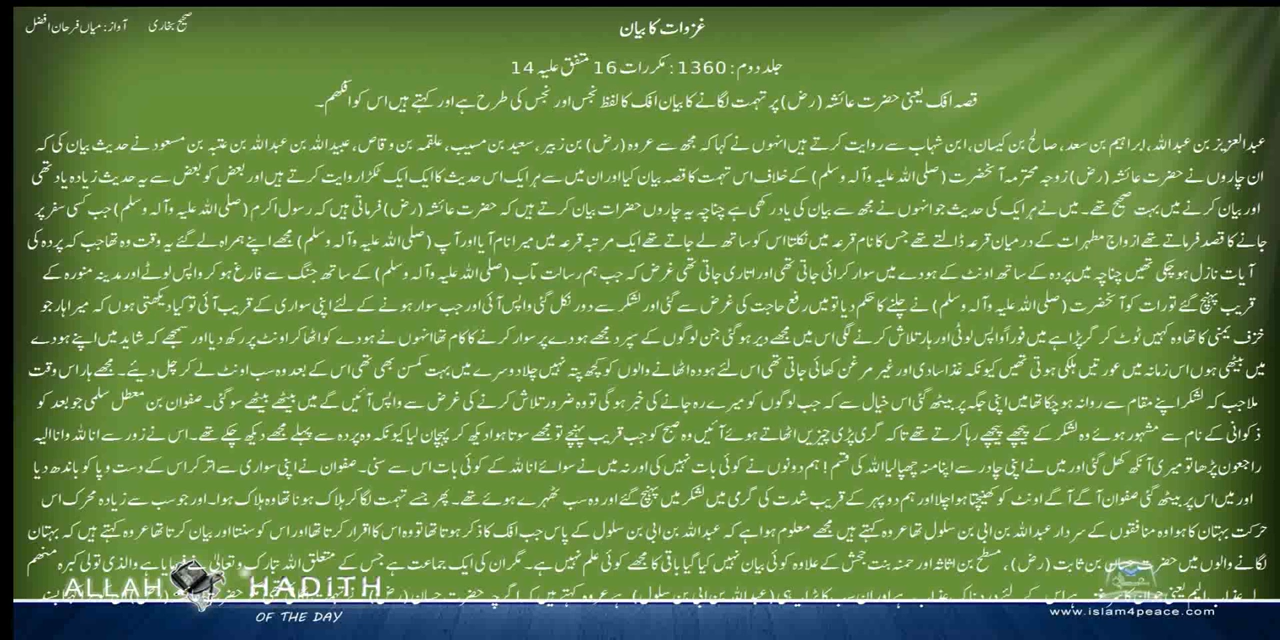 غزوات کا بیان
صحیح بخاری
آواز: میاں فرحان افضل
جلد دوم: 1360: مکررات 16 متفق علیہ 14
قصہ افک یعنی حضرت عائشہ (رض) پر تہمت لگانے کا بیان افک کا لفظ نجس اور نجس کی طرح ہے اور کہتے ہیں اس کو افکھم۔
عبدالعزیز بن عبداللہ، ابراہیم بن سعد، صالح بن کیسان، ابن شہاب سے روایت کرتے ہیں انہوں نے کہا کہ مجھ سے عروہ (رض) بن زبیر، سعید بن مسیب، علقمہ بن وقاص، عبیداللہ بن عبداللہ بن عتبہ بن مسعود نے حدیث بیان کی کہ
ان چاروں نے حضرت عائشہ (رض) زوجہ محترمہ آنحضرت (صلی اللہ علیہ وآلہ وسلم) کے خلاف اس تہمت کا قصہ بیان کیا اور ان میں سے ہر ایک اس حدیث کا ایک ایک ٹکڑا روایت کرتے ہیں اور بعض کو بعض سے یہ حدیث زیادہ یاد تھی
اور بیان کرنے میں بہت صحیح تھے۔ میں نے ہر ایک کی حدیث جو انہوں نے مجھ سے بیان کی یاد رکھی ہے چنانچہ یہ چاروں حضرات بیان کرتے ہیں کہ حضرت عائشہ (رض) فرماتی ہیں کہ رسول اکرم (صلی اللہ علیہ وآلہ وسلم) جب کسی سفر پر
جانے کا قصد فرماتے تھے ازواج مطہرات کے درمیان قرعہ ڈالتے تھے جس کا نام قرعہ میں نکلتا اس کو ساتھ لے جاتے تھے ایک مرتبہ قرعہ میں میرا نام آیا اور آپ (صلی اللہ علیہ وآلہ وسلم) مجھے اپنے ہمراہ لے گئے یہ وقت وہ تھا جب کہ پردہ کی
آیات نازل ہو چکی تھیں چنانچہ میں پردہ کے ساتھ اونٹ کے ہودے میں سوار کرائی جاتی تھی اور اتاری جاتی تھی غرض کہ جب ہم رسالت مآب (صلی اللہ علیہ وآلہ وسلم) کے ساتھ جنگ سے فارغ ہو کر واپس لوٹے اور مدینہ منورہ کے
قریب پہنچ گئے تو رات کو آنحضرت (صلی اللہ علیہ وآلہ وسلم) نے چلنے کا حکم دیا تو میں رفع حاجت کی غرض سے گئی اور لشکر سے دور نکل گئی واپس آئی اور جب سوار ہونے کے لئے اپنی سواری کے قریب آئی تو کیا دیکھتی ہوں کہ میرا ہار جو
خزف یمنی کا تھا وہ کہیں ٹوٹ کر گر پڑا ہے میں فورا واپس لوٹی اور ہار تلاش کرنے لگی اس میں مجھے دیر ہو گئی جن لوگوں کے سپرد مجھے ہودے پر سوار کرنے کا کام تھا انہوں نے ہودے کو اٹھا کر اونٹ پر رکھ دیا اور سمجھے کہ شاید میں اپنے ہودے
میں بیٹھی ہوں اس زمانہ میں عورتیں ہلکی ہوتی تھیں کیونکہ غذا سادی اور غیر مرغن کھائی جاتی تھی اس لئے ہودہ اٹھانے والوں کو کچھ پتہ نہیں چلا دوسرے میں بہت کمسن بھی تھی اس کے بعد وہ سب اونٹ لے کر چل دیئے۔ مجھے ہار اس وقت
ملا جب کہ لشکر اپنے مقام سے روانہ ہو چکا تھا میں اپنی جگہ پر بیٹھ گئی اس خیال سے کہ جب لوگوں کو میرے رہ جانے کی خبر ہو گی تو وہ ضرور تلاش کرنے کی غرض سے واپس آئیں گے میں بیٹھے بیٹھے سو گئی۔ صفوان بن معطل سلمی جو بعد کو
ذکوانی کے نام سے مشہور ہوئے وہ لشکر کے پیچھے پیچھے رہا کرتے تھے تاکہ گری پڑی چیزیں اٹھاتے ہوئے آئیں وہ صبح کو جب قریب پہنچے تو مجھے سوتا ہوا دیکھ کر پہچان لیا کیونکہ وہ پردہ سے پہلے مجھے دیکھ چکے تھے۔ اس نے زور سے انا للہ وانا الیہ
راجعون پڑھا تو میری آنکھ کھل گئی اور میں نے اپنی چادر سے اپنا منہ چھپا لیا اللہ کی قسم! ہم دونوں نے کوئی بات نہیں کی اور نہ میں نے سوائے انا للہ کے کوئی بات اس سے سنی۔ صفوان نے اپنی سواری سے اتر کر اس کے دست و پا کو باندھ دیا
اور میں اس پر بیٹھ گئی صفوان آگے آگے اونٹ کو کھینچتا ہوا چلا اور ہم دوپہر کے قریب شدت کی گرمی میں لشکر میں پہنچ گئے اور وہ سب ٹھہرے ہوئے تھے۔ پھر جسے تہمت لگا کر ہلاک ہونا تھا وہ ہلاک ہوا۔ اور جو سب سے زیادہ محرک اس
حرکت بہتان کا ہوا وہ منافقوں کے سردار عبداللہ بن ابی بن سلول تھا عروہ کہتے ہیں مجھے معلوم ہوا ہے کہ عبداللہ بن ابی بن سلول کے پاس جب افک کا ذکر ہوتا تھا تو وہ اس کا اقرار کرتا تھا اور اس کو سنتا اور بیان کرتا تھا عروہ کہتے ہیں کہ بہتان
لگانے والوں میں حضرت حسان بن ثابت (رض)، مسطح بن اثاثہ اور حمنہ بنت جحش کے علاوہ کوئی بیان نہیں کیا گیا باقی کا مجھے کوئی علم نہیں ہے۔ مگر ان کی ایک جماعت ہے جس کے متعلق اللہ تبارک و تعالیٰ نے فرمایا ہے والذی تولی کبرہ منھم
ALLAH HADITH
OF THE DAY
www.islam4peace.com